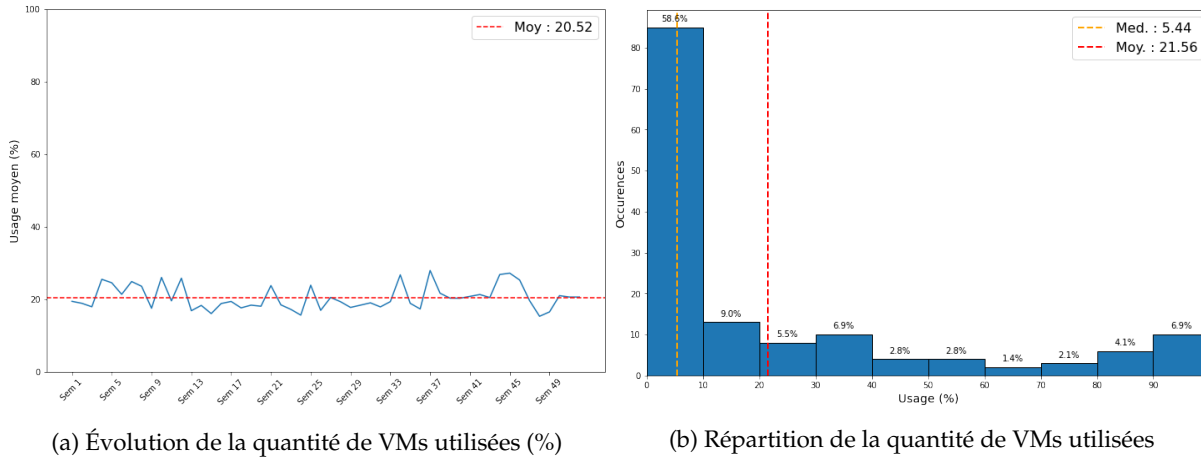 100
80
60
40
20
0
Usage moyen (%)
Moy : 20.52
Sem 1
Sem 5
Sem 9
Sem 13
Sem 17
Sem 21
Sem 25
Sem 29
Sem 33
Sem 37
Sem 41
Sem 45
Sem 49
(a) Évolution de la quantité de VMs utilisées (%)
80
70
60
50
40
30
20
10
0
Occurences
58.6%
9.0%
5.5%
6.9%
2.8%
2.8%
1.4%
2.1%
4.1%
6.9%
Med. : 5.44
Moy. : 21.56
0
10
20
30
40
50
60
70
80
90
Usage (%)
(b) Répartition de la quantité de VMs utilisées